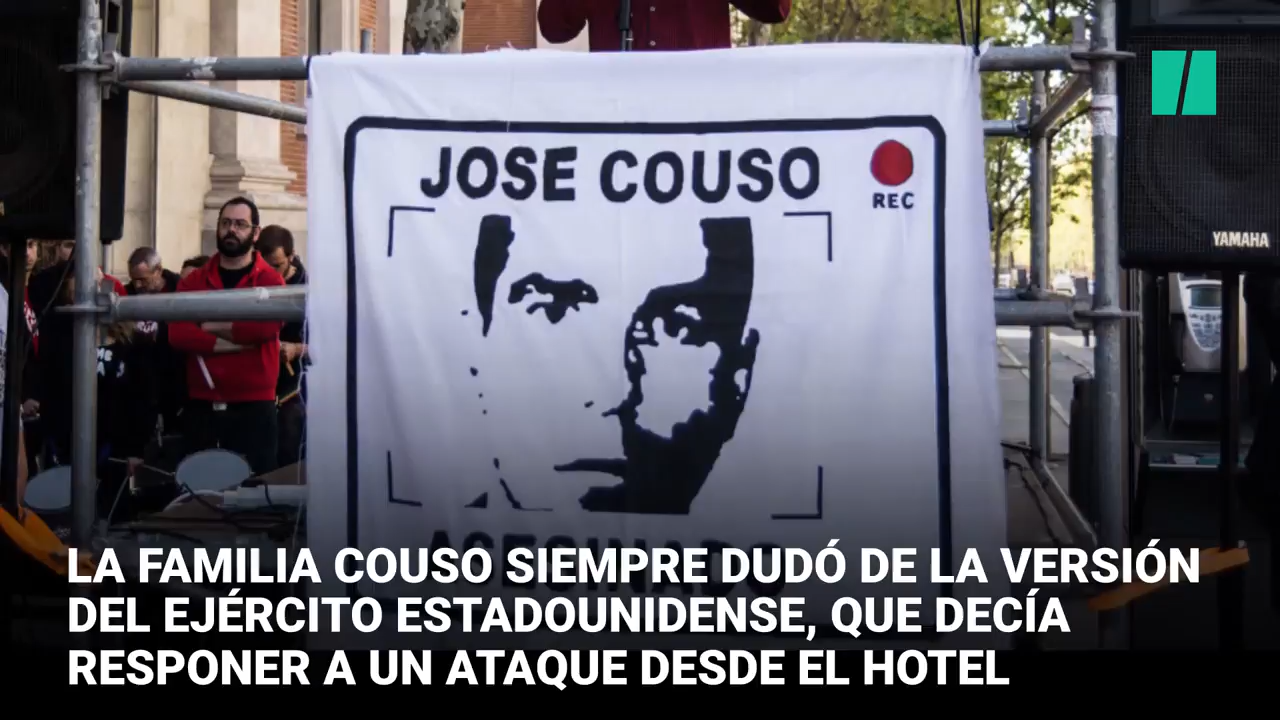 JOSE COUSO
REC
YAMAHA
ASESINADO
LA FAMILIA COUSO SIEMPRE DUDÓ DE LA VERSIÓN
DEL EJÉRCITO ESTADOUNIDENSE, QUE DECÍA
RESPONER A UN ATAQUE DESDE EL HOTEL